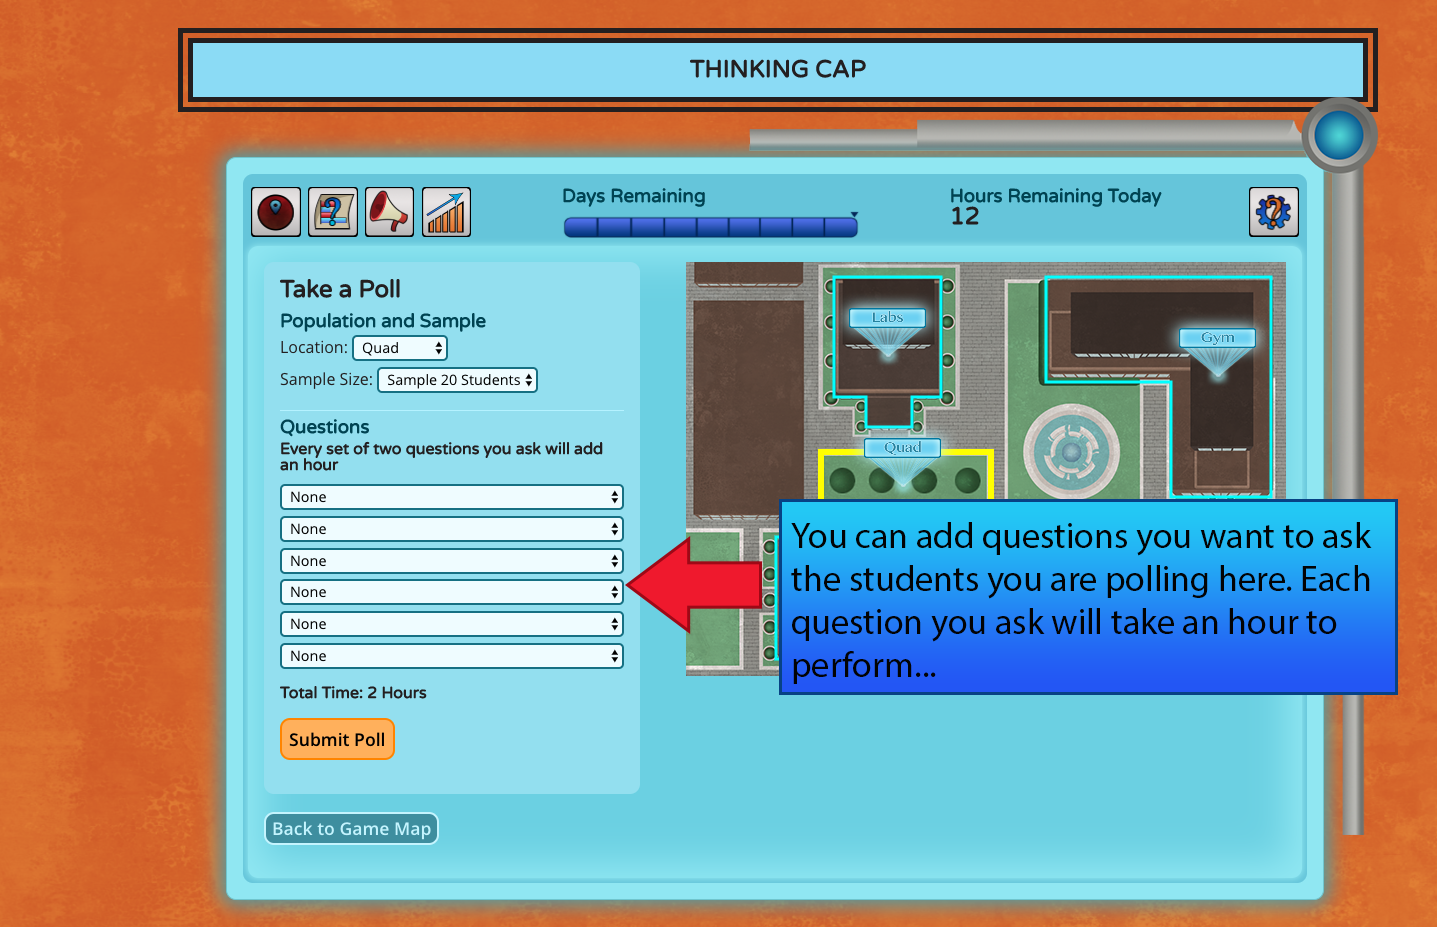 THINKING CAP
Days Remaining
Hours Remaining Today
12
Take a Poll
Population and Sample
Location: Quad
Sample Size: Sample 20 Students
Questions
Every set of two questions you ask will add
an hour
None
None
None
None
None
None
Total Time: 2 Hours
Submit Poll
Back to Game Map
Labs
Gym
Quad
You can add questions you want to ask
the students you are polling here. Each
question you ask will take an hour to
perform...